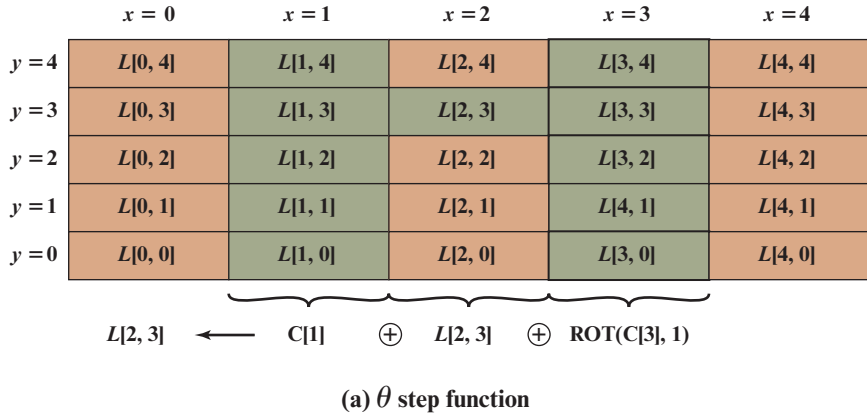 x = 0 x = 1 x = 2 x = 3 x = 4
y = 4 L[0, 4] L[1, 4] L[2, 4] L[3, 4] L[4, 4]
y = 3 L[0, 3] L[1, 3] L[2, 3] L[3, 3] L[4, 3]
y = 2 L[0, 2] L[1, 2] L[2, 2] L[3, 2] L[4, 2]
y = 1 L[0, 1] L[1, 1] L[2, 1] L[4, 1] L[4, 1]
y = 0 L[0, 0] L[1, 0] L[2, 0] L[3, 0] L[4, 0]
L[2, 3] ← C[1] ⊕ L[2, 3] ⊕ ROT(C[3], 1)
(a) θ step function